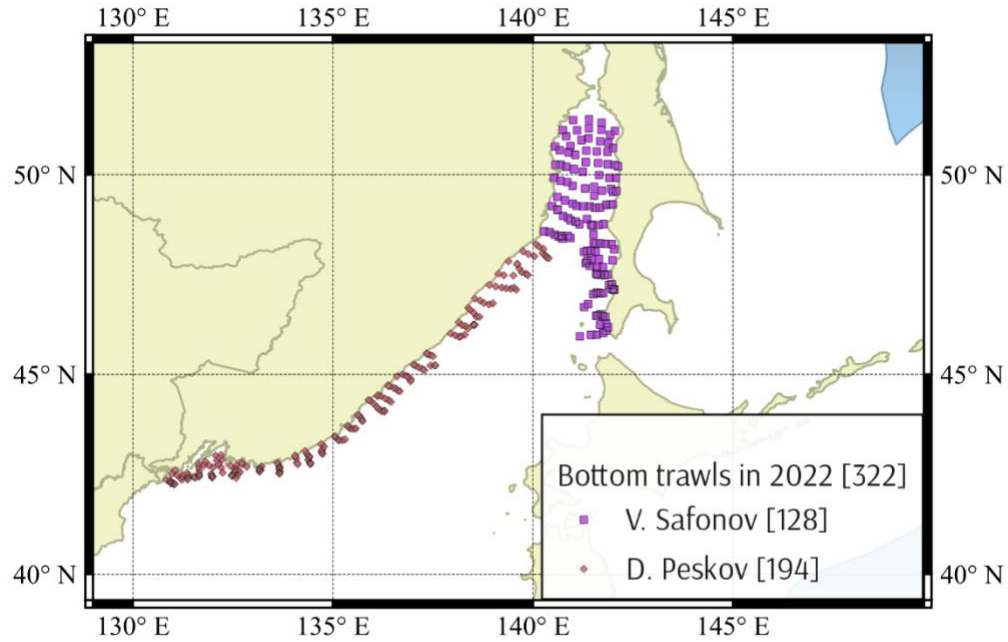 130° E 135° E 140° E 145° E
50° N 50° N
45° N 45° N
Bottom trawls in 2022 [322]
V. Safonov [128]
D. Peskov [194]
40° N 40° N
130° E 135° E 140° E 145° E